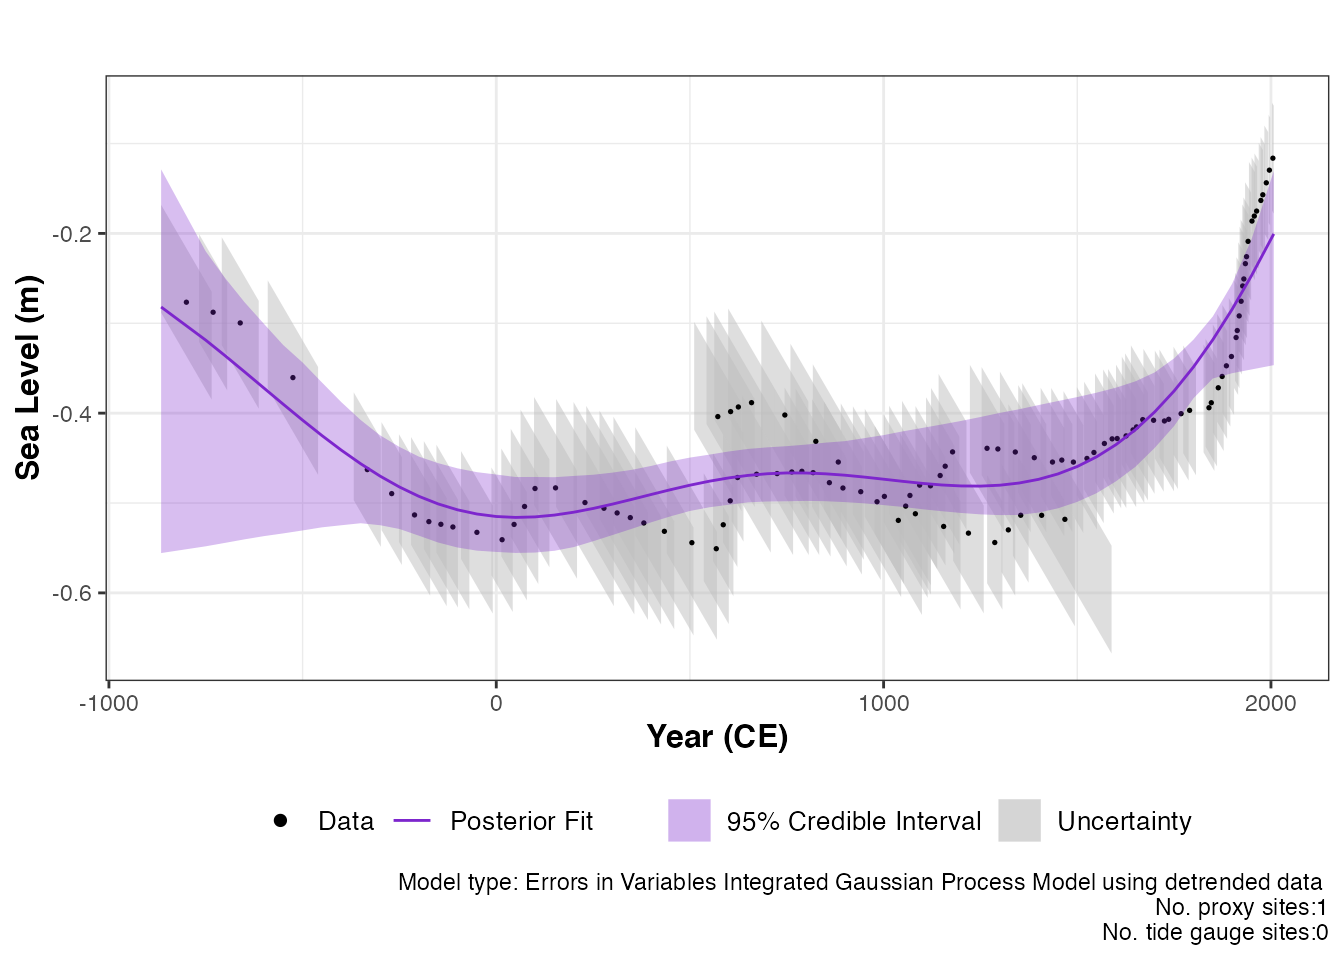 -0.2
-0.4
-0.6
Sea Level (m)
-1000 0 1000 2000
Year (CE)
Data Posterior Fit 95% Credible Interval Uncertainty
Model type: Errors in Variables Integrated Gaussian Process Model using detrended data
No. proxy sites:1
No. tide gauge sites:0